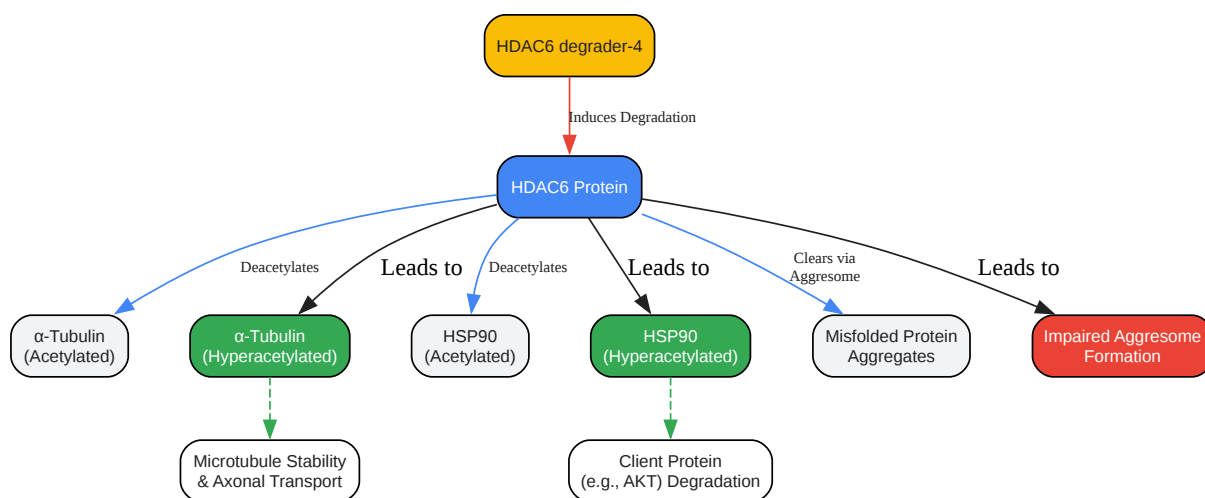 HDAC6 degrader-4
Induces Degradation
HDAC6 Protein
Deacetylates
Leads to
Deacetylates
Leads to
Clears via
Aggresome
Leads to
α-Tubulin
(Acetylated)
α-Tubulin
(Hyperacetylated)
HSP90
(Acetylated)
HSP90
(Hyperacetylated)
Misfolded Protein
Aggregates
Impaired Aggresome
Formation
Microtubule Stability
& Axonal Transport
Client Protein
(e.g., AKT) Degradation